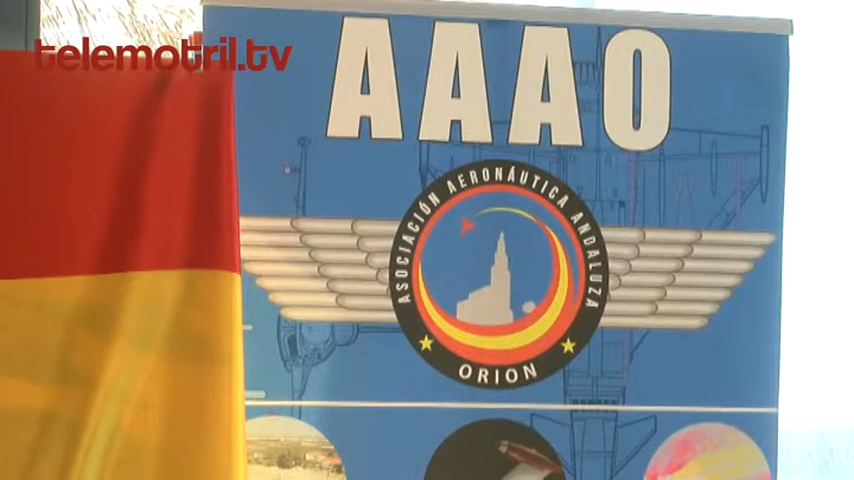 telemotril.tv
AAAO
ASOCIACIÓN AERONÁUTICA ANDALUZA
ORION